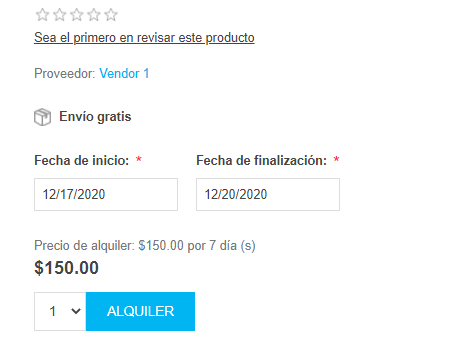 Sea el primero en revisar este producto
Proveedor: Vendor 1
Envío gratis
Fecha de inicio: * Fecha de finalización: *
12/17/2020 12/20/2020
Precio de alquiler: $150.00 por 7 día (s)
$150.00
1 ALQUILER